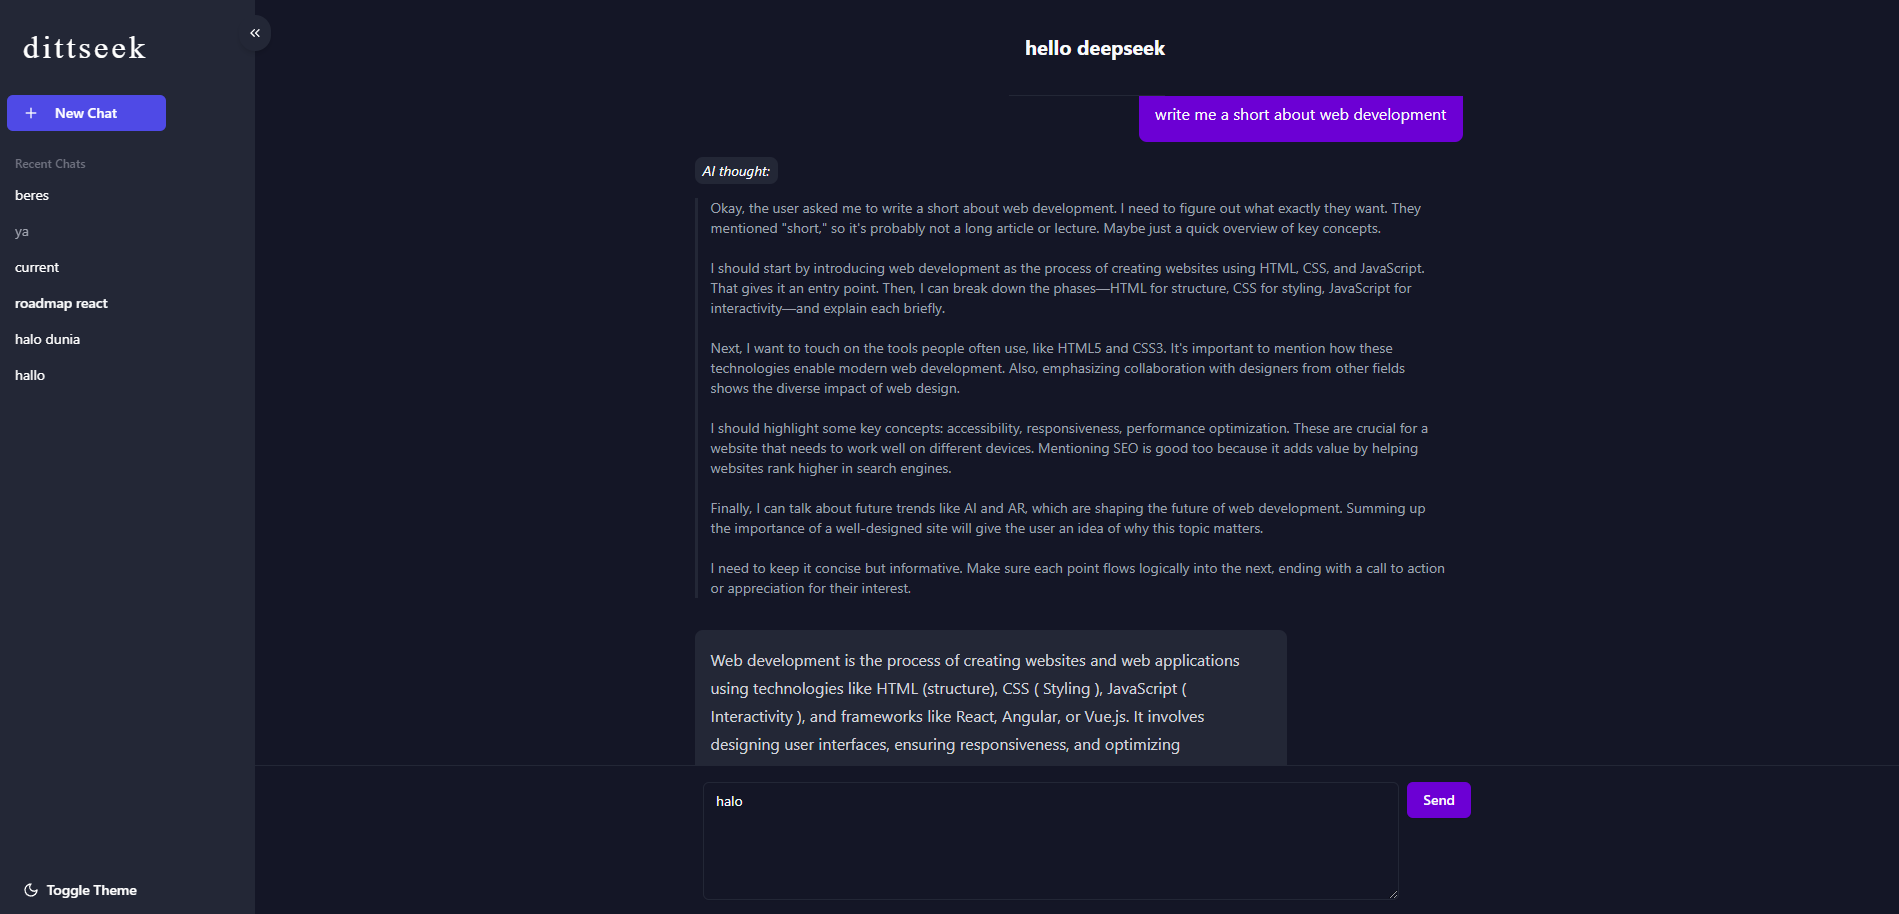 dittseek
New Chat
Recent Chats
beres
ya
current
roadmap react
halo dunia
hallo
Toggle Theme
hello deepseek
write me a short about web development
AI thought:
Okay, the user asked me to write a short about web development. I need to figure out what exactly they want. They
mentioned "short," so it's probably not a long article or lecture. Maybe just a quick overview of key concepts.
I should start by introducing web development as the process of creating websites using HTML, CSS, and JavaScript.
That gives it an entry point. Then, I can break down the phases—HTML for structure, CSS for styling, JavaScript for
interactivity—and explain each briefly.
Next, I want to touch on the tools people often use, like HTML5 and CSS3. It's important to mention how these
technologies enable modern web development. Also, emphasizing collaboration with designers from other fields
shows the diverse impact of web design.
I should highlight some key concepts: accessibility, responsiveness, performance optimization. These are crucial for a
website that needs to work well on different devices. Mentioning SEO is good too because it adds value by helping
websites rank higher in search engines.
Finally, I can talk about future trends like AI and AR, which are shaping the future of web development. Summing up
the importance of a well-designed site will give the user an idea of why this topic matters.
I need to keep it concise but informative. Make sure each point flows logically into the next, ending with a call to action
or appreciation for their interest.
Web development is the process of creating websites and web applications
using technologies like HTML (structure), CSS ( Styling ), JavaScript (
Interactivity ), and frameworks like React, Angular, or Vue.js. It involves
designing user interfaces, ensuring responsiveness, and optimizing
halo
Send